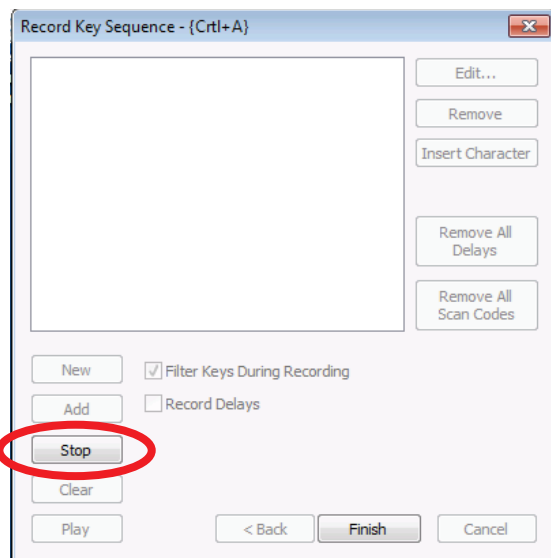 Record Key Sequence - {Crtl+A}
Edit...
Remove
Insert Character
Remove All
Delays
Remove All
Scan Codes
New
Filter Keys During Recording
Add
Record Delays
Stop
Clear
Play
< Back
Finish
Cancel